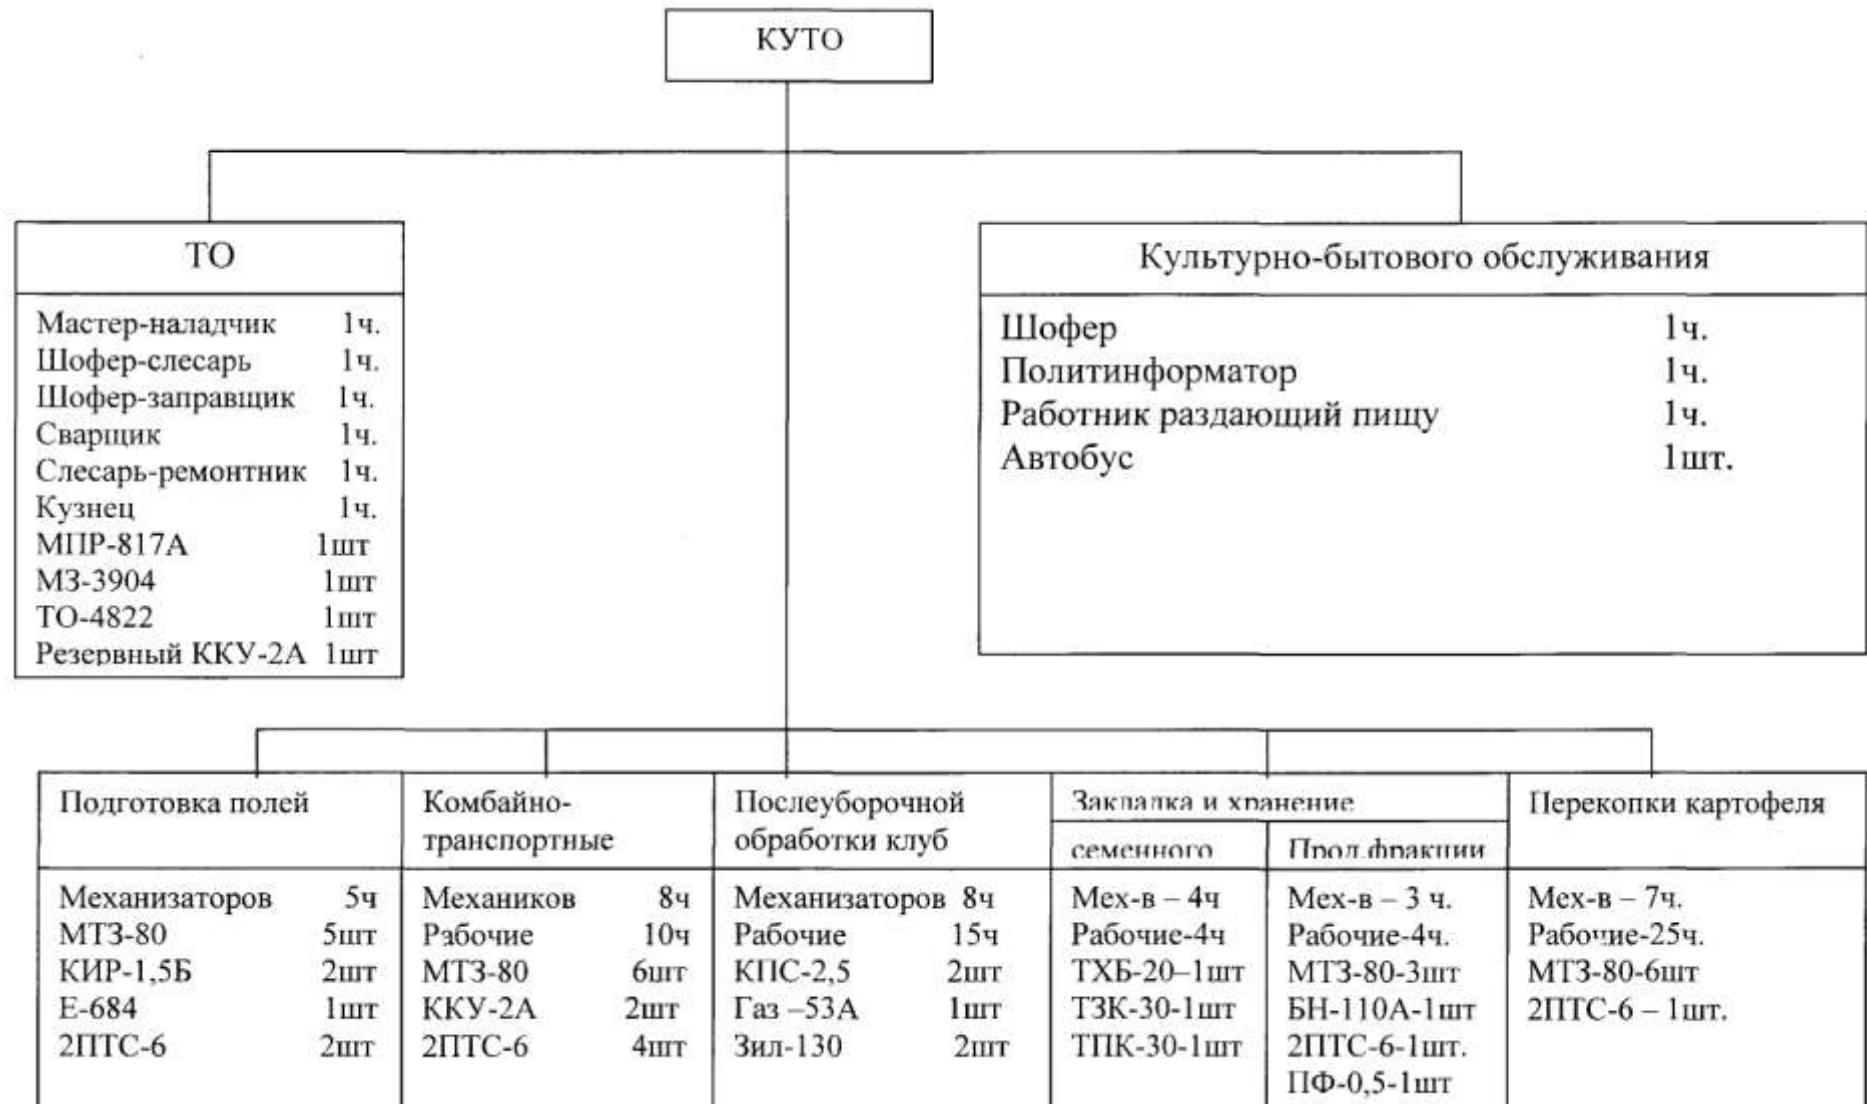 КУТО
ТО
Мастер-наладчик 1ч.
Шофер-слесарь 1ч.
Шофер-заправщик 1ч.
Сварщик 1ч.
Слесарь-ремонтник 1ч.
Кузнец 1ч.
МПР-817А 1шт
МЗ-3904 1шт
ТО-4822 1шт
Резервный ККУ-2А 1шт
Культурно-бытового обслуживания
Шофер 1ч.
Политинформатор 1ч.
Работник раздающий пищу 1ч.
Автобус 1шт.
Подготовка полей
Механизаторов 5ч
МТЗ-80 5шт
КИР-1,5Б 2шт
Е-684 1шт
2ПТС-6 2шт
Комбайно-
транспортные
Механиков 8ч
Рабочие 10ч
МТЗ-80 6шт
ККУ-2А 2шт
2ПТС-6 4шт
Послеуборочной
обработки клуб
Механизаторов 8ч
Рабочие 15ч
КПС-2,5 2шт
Газ –53А 1шт
Зил-130 2шт
Закладка и хранение
семенного
Мех-в – 4ч
Рабочие-4ч
ТХБ-20–1шт
ТЗК-30-1шт
ТПК-30-1шт
Прод.фракции
Мех-в – 3 ч.
Рабочие-4ч.
МТЗ-80-3шт
БН-110А-1шт
2ПТС-6-1шт.
ПФ-0,5-1шт
Перекопки картофеля
Мех-в – 7ч.
Рабочие-25ч.
МТЗ-80-6шт
2ПТС-6 – 1шт.